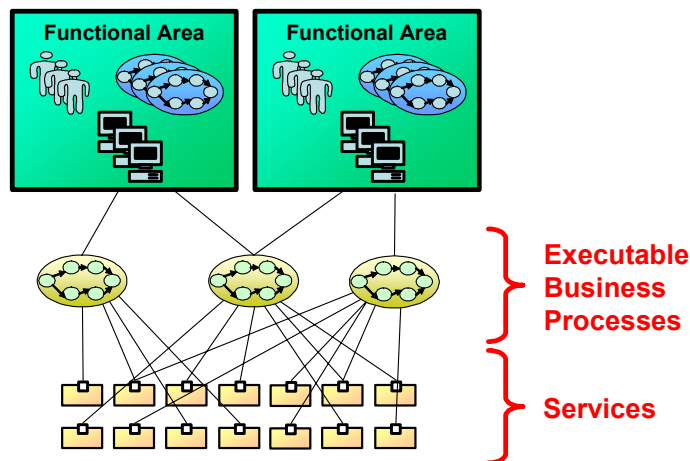 Functional Area
Functional Area
Executable
Business
Processes
Services